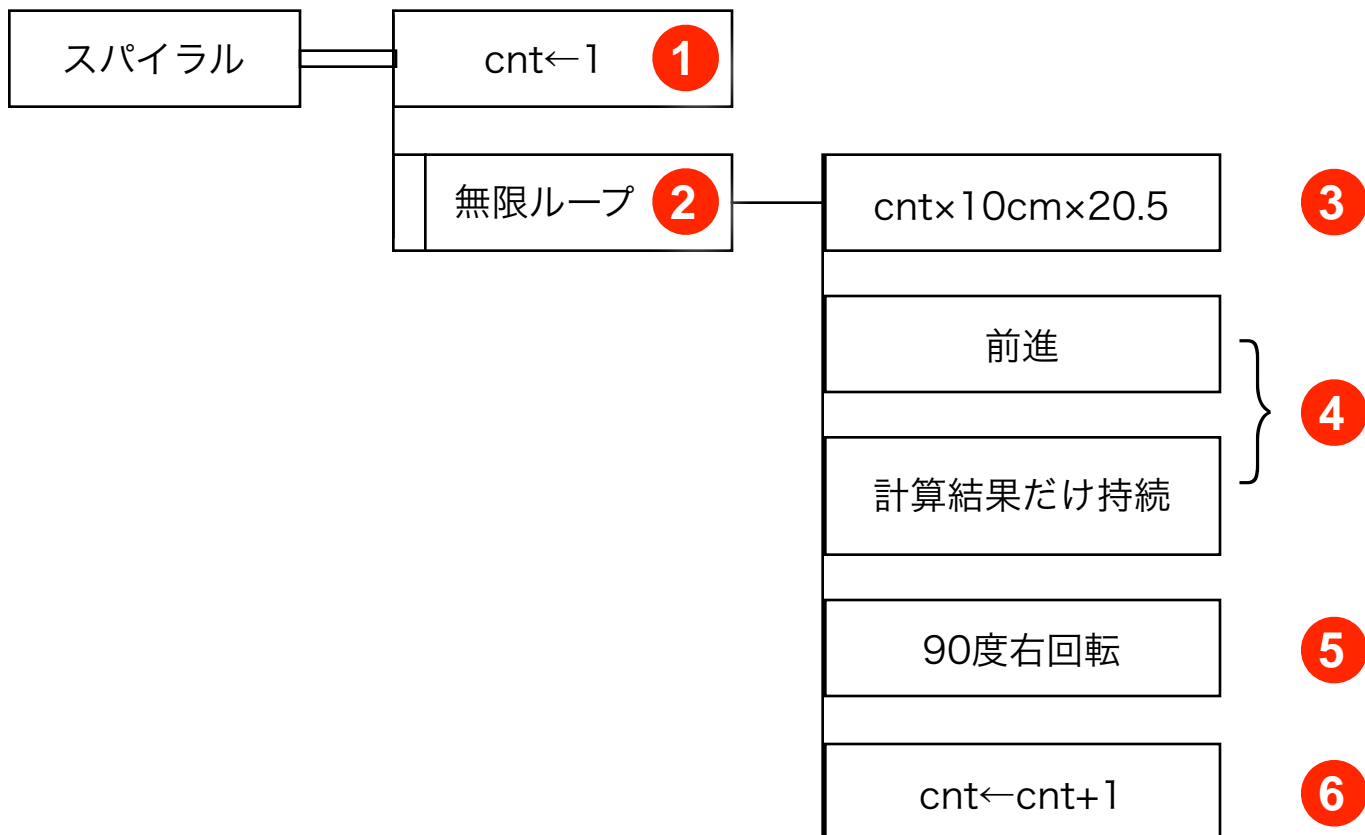 スパイラル
cnt←1
1
無限ループ
2
cnt×10cm×20.5
3
前進
計算結果だけ持続
4
90度右回転
5
cnt←cnt+1
6